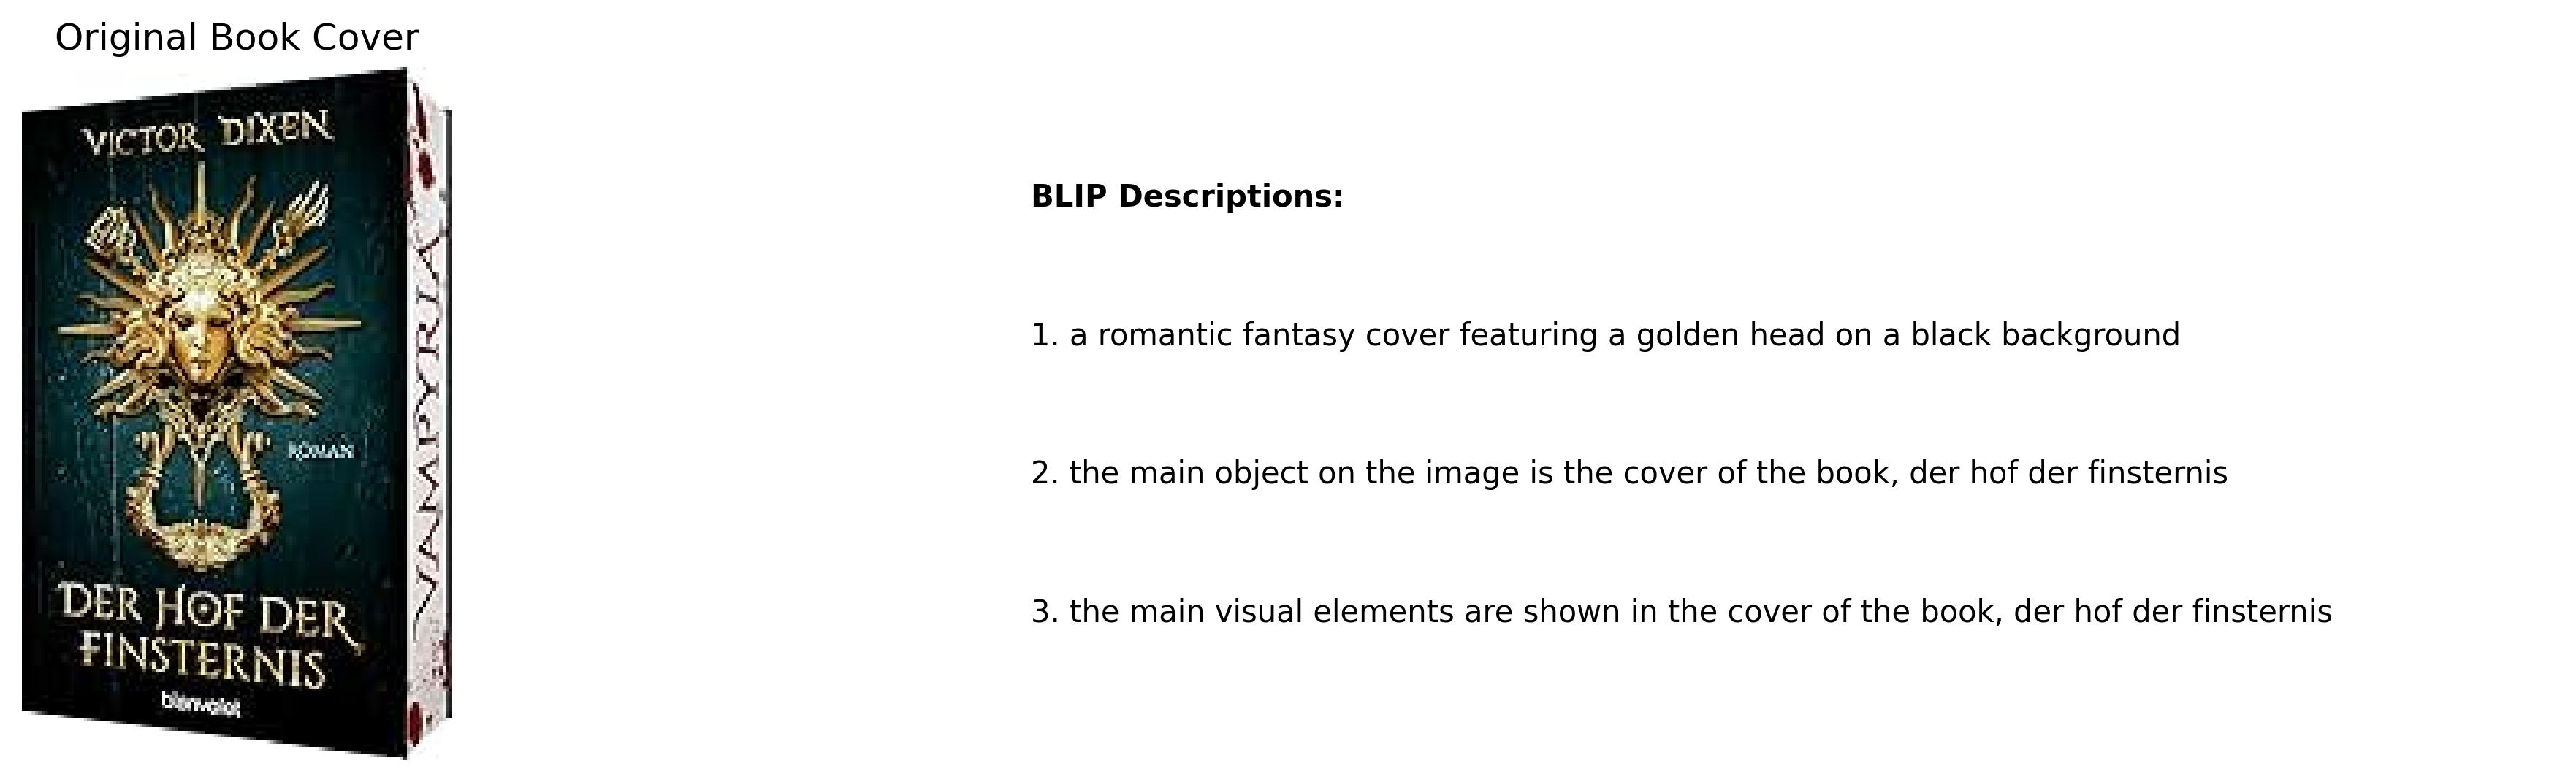 Original Book Cover
VICTOR DIXEN
ROMAN
DER HOF DER
FINSTERNIS
blanvalet
VAMPYRIA
BLIP Descriptions:
1. a romantic fantasy cover featuring a golden head on a black background
2. the main object on the image is the cover of the book, der hof der finsternis
3. the main visual elements are shown in the cover of the book, der hof der finsternis